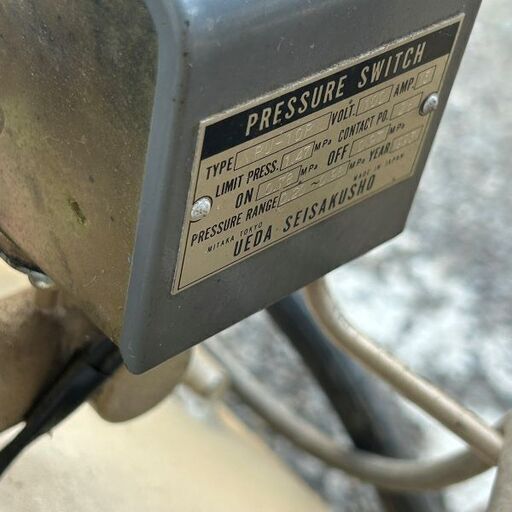 PRESSURE SWITCH
TYPE VOLT. AMP.
LIMIT PRESS. MPa CONTACT PO.
ON MPa OFF MPa YEAR
PRESSURE RANGE ~ MPa
MITAKA TOKYO MADE IN JAPAN
UEDA SEISAKUSHO